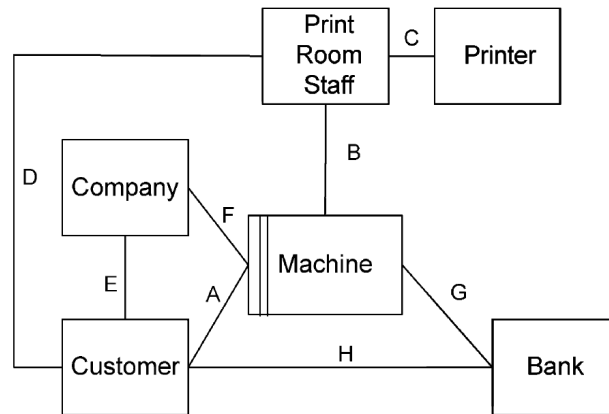 Print
Room
Staff
C
Printer
B
D
Company
F
Machine
E
A
G
H
Customer
Bank